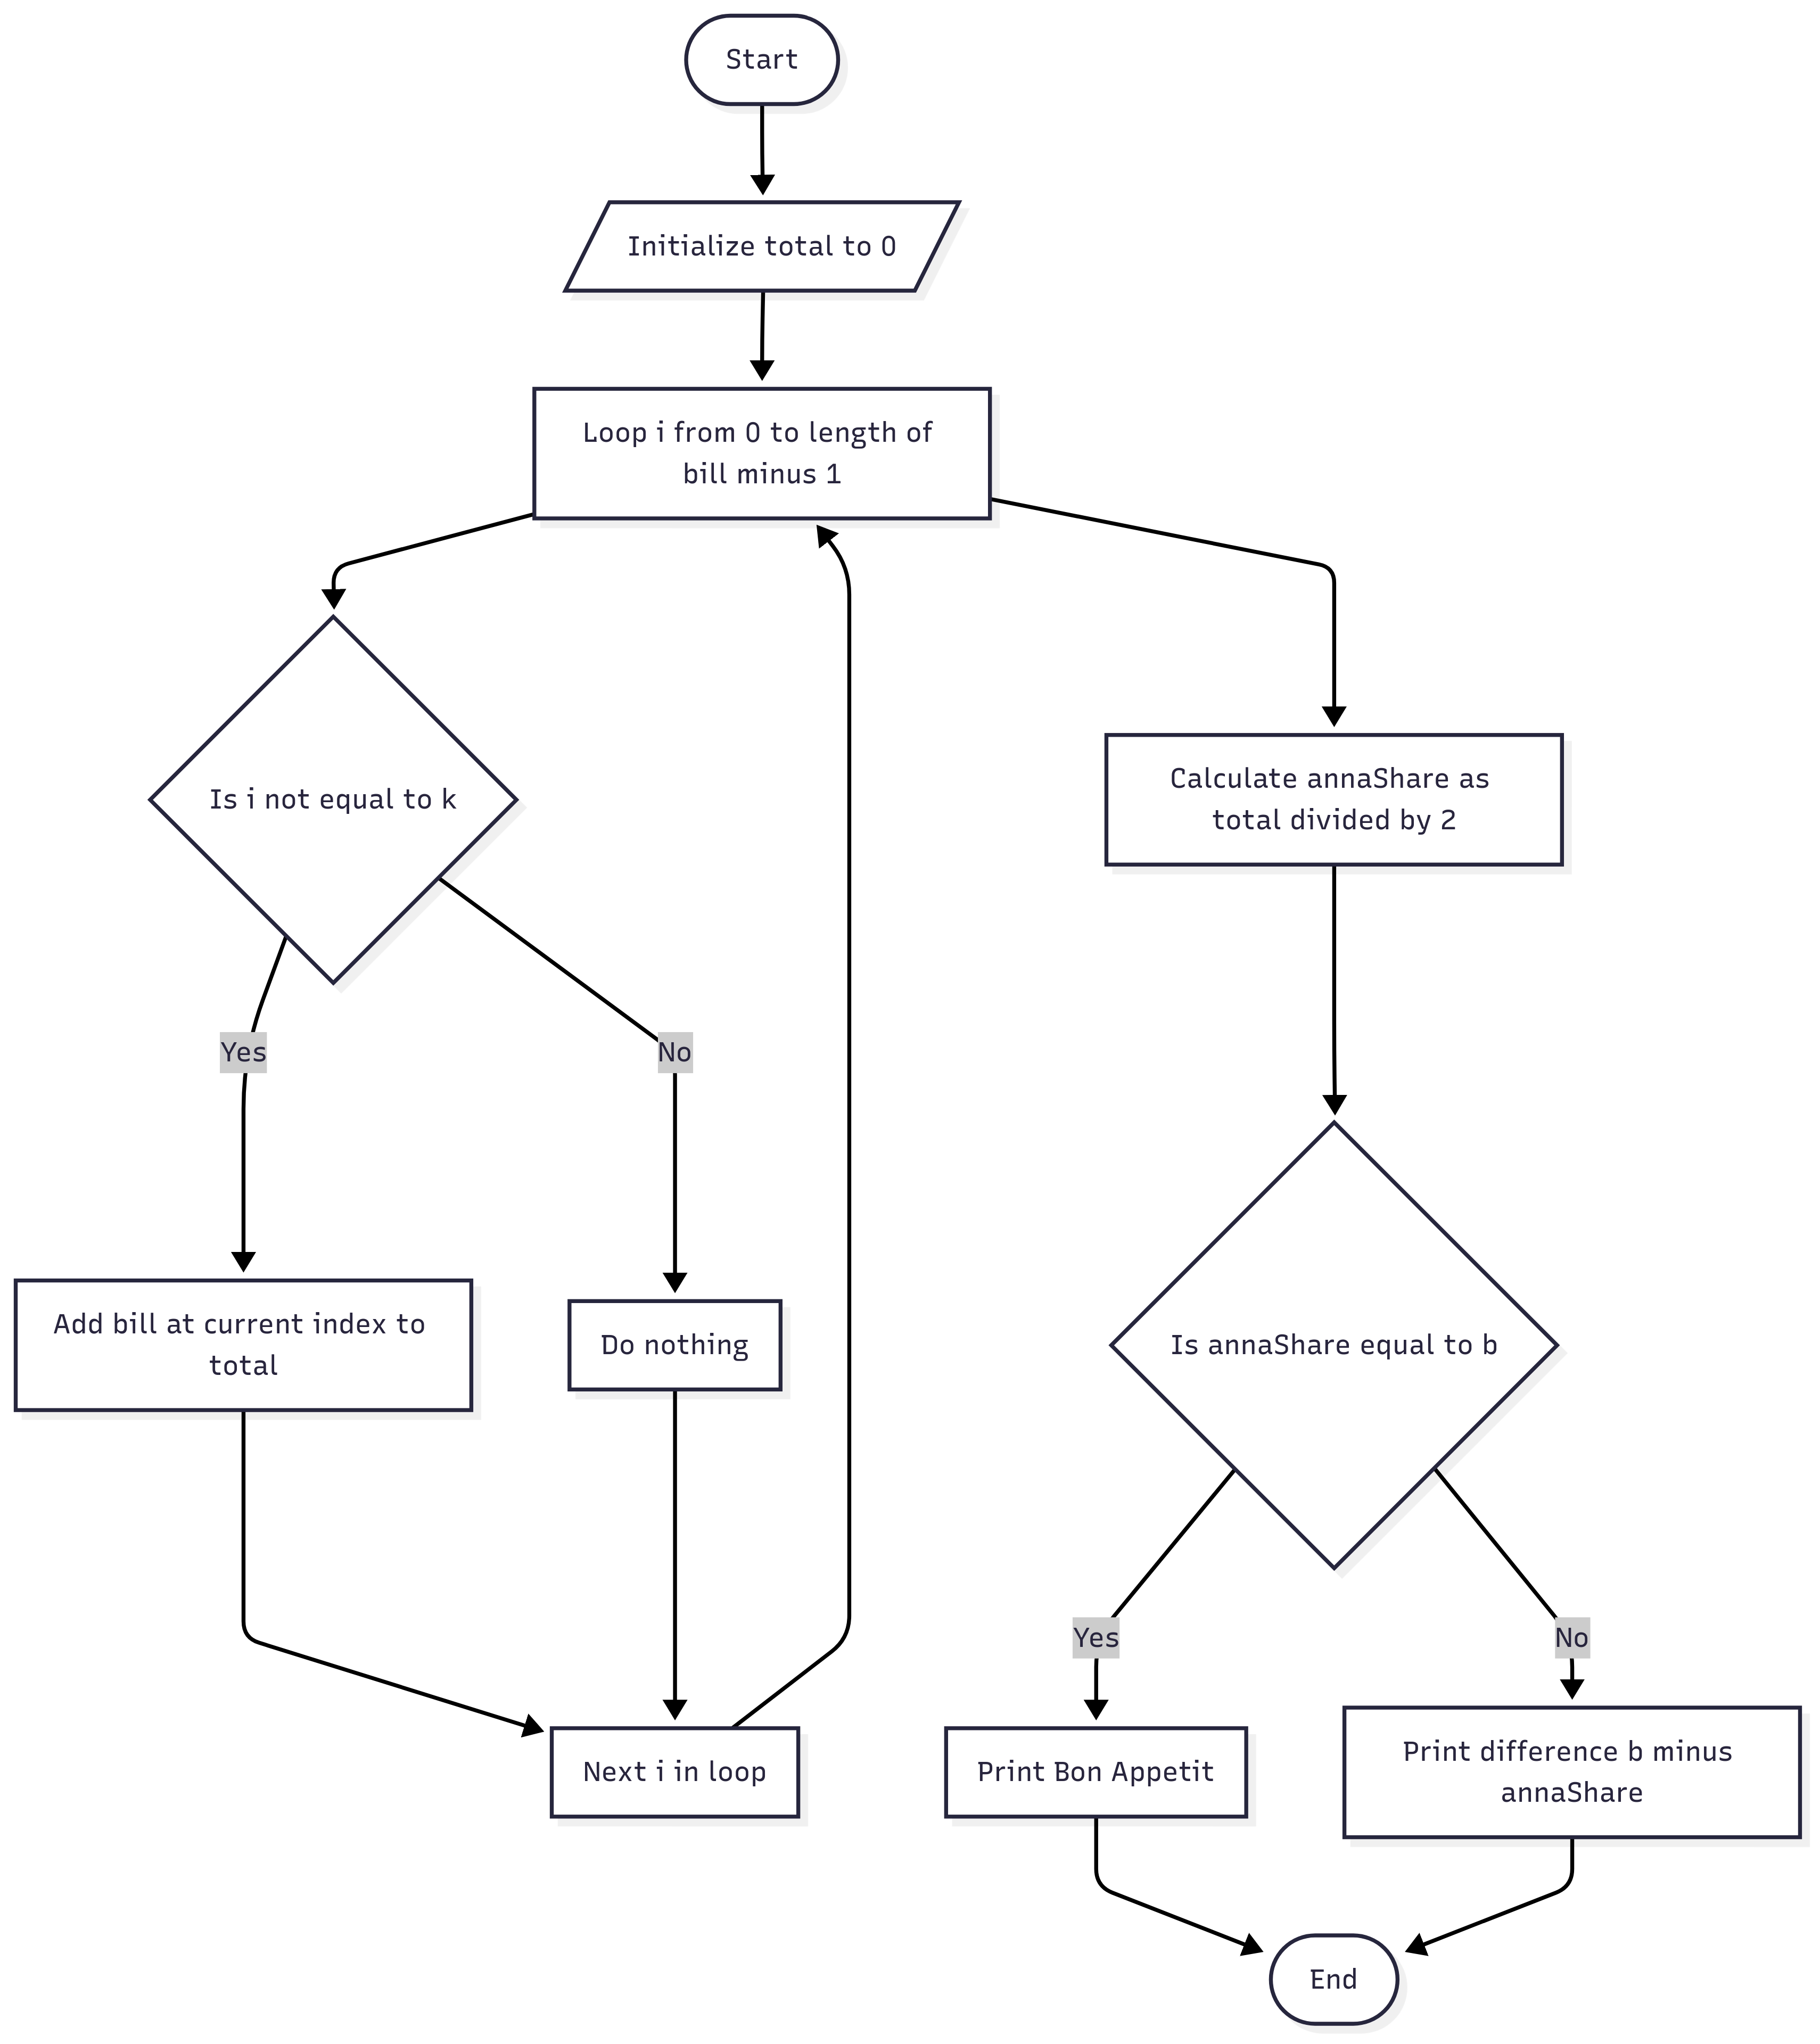 Start
Initialize total to 0
Loop i from 0 to length of
bill minus 1
Is i not equal to k
Calculate annaShare as
total divided by 2
Yes
No
Add bill at current index to
total
Do nothing
Is annaShare equal to b
Yes
No
Next i in loop
Print Bon Appetit
Print difference b minus
annaShare
End